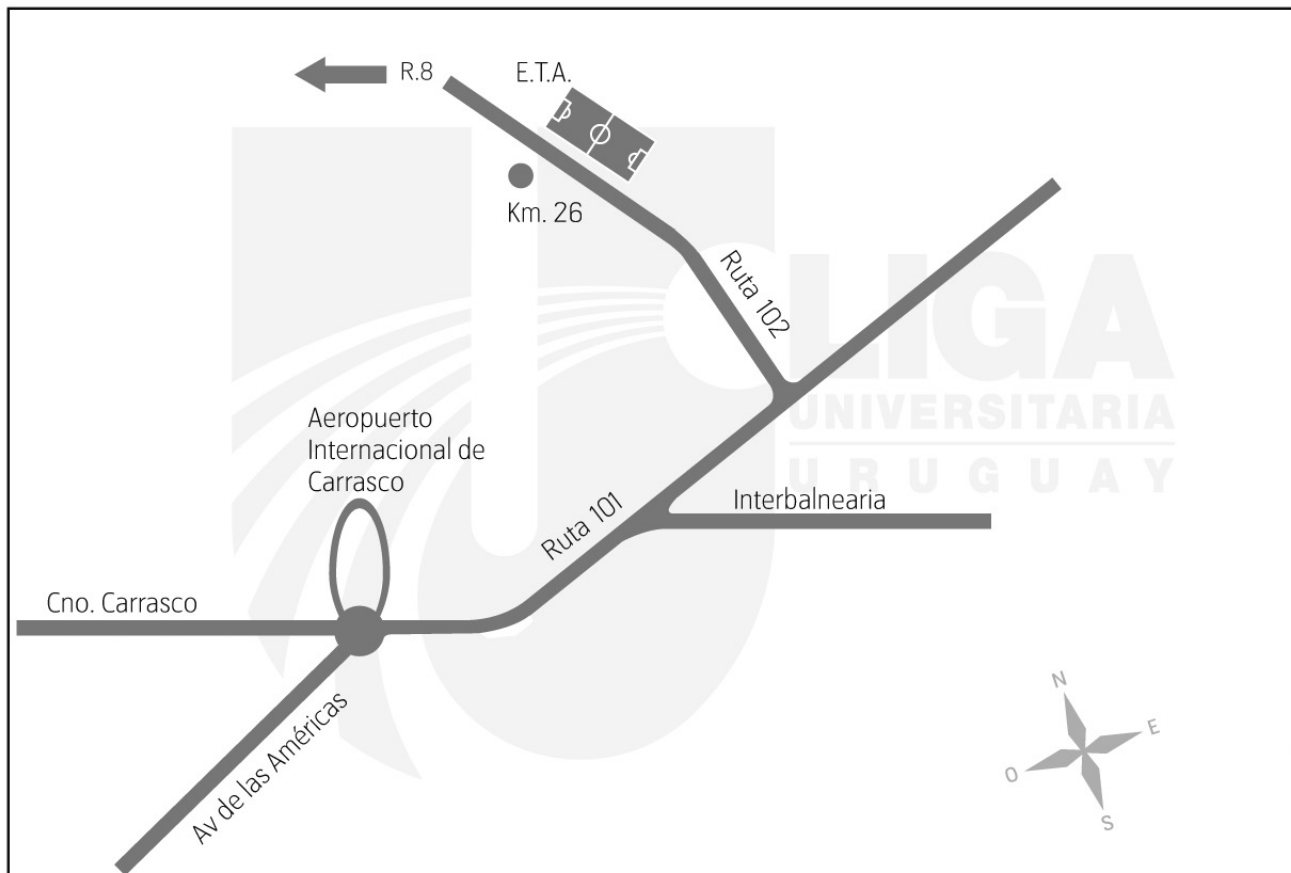 R.8
E.T.A.
Km. 26
Ruta 102
LIGA
UNIVERSITARIA
URUGUAY
Aeropuerto
Internacional de
Carrasco
Ruta 101
Interbalnearia
Cno. Carrasco
Av de las Américas
N
E
O
S